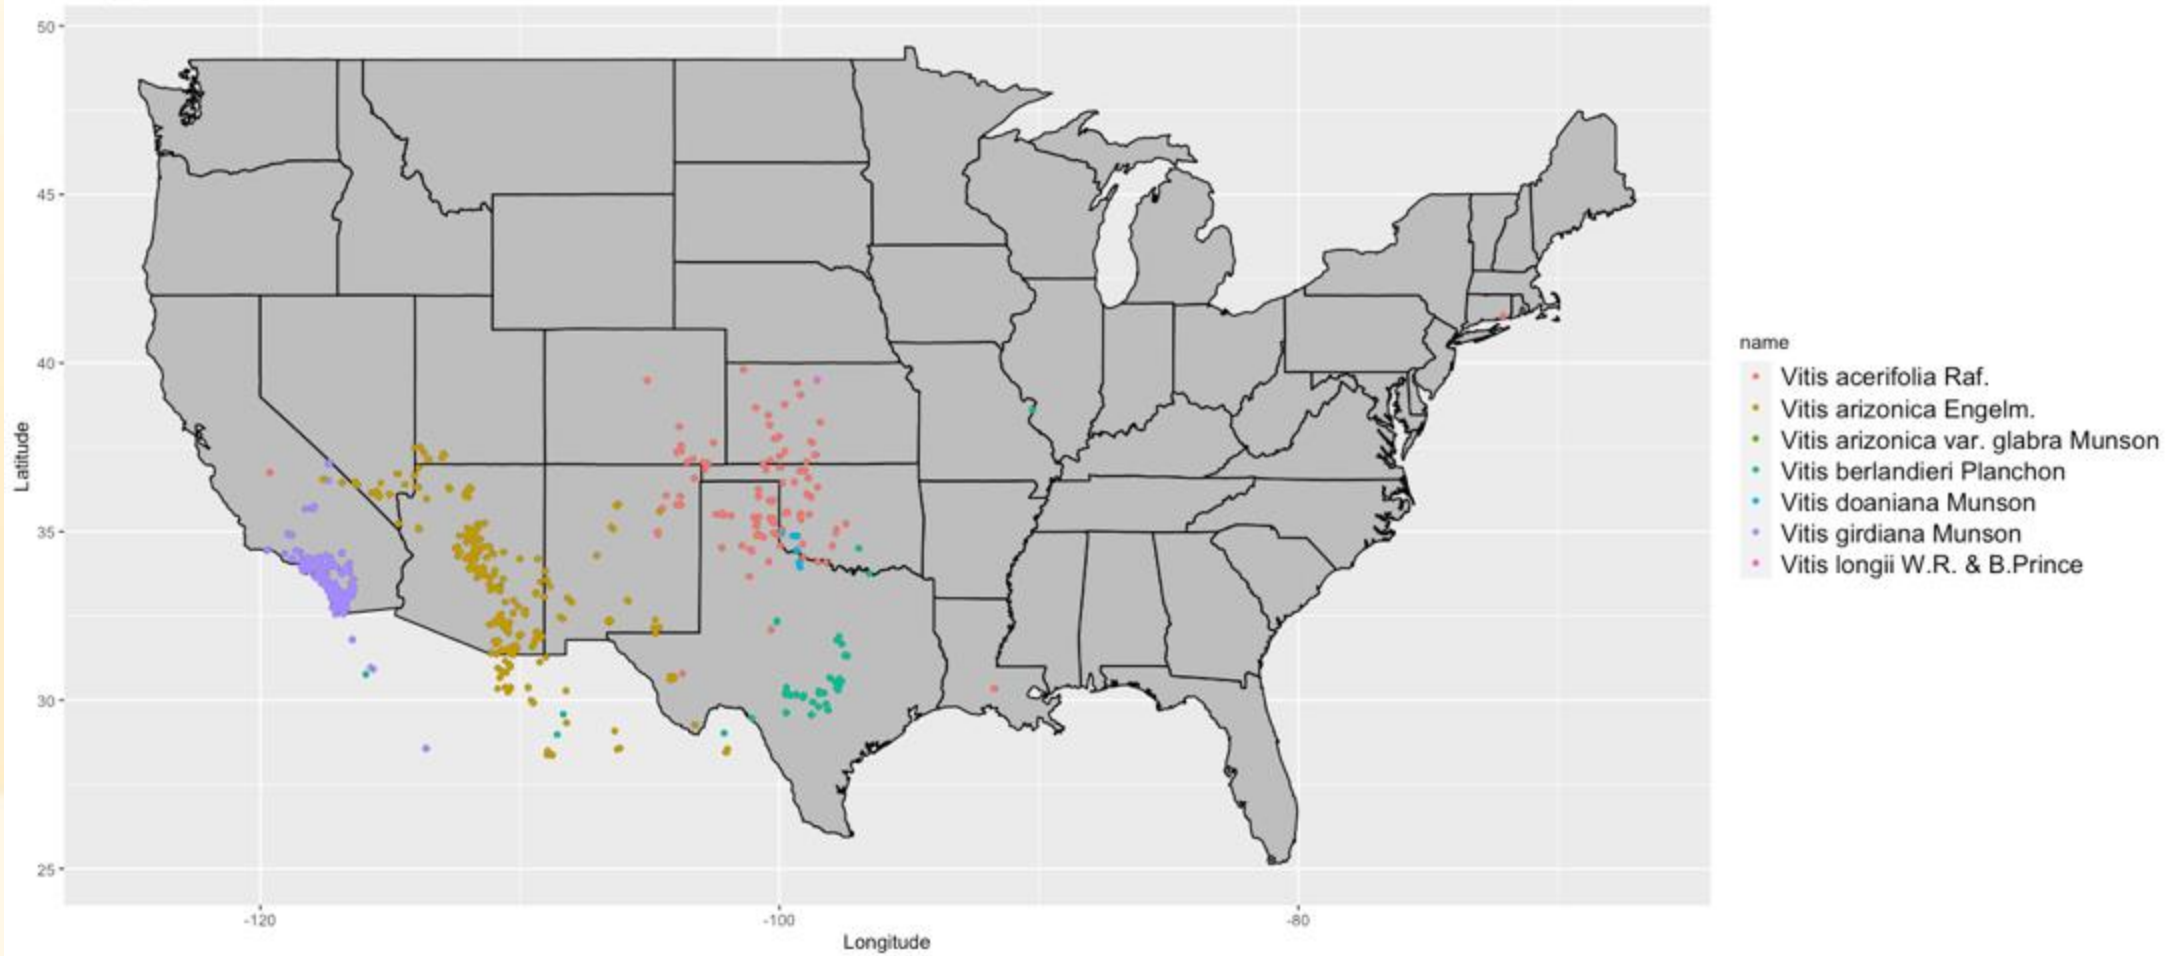 50
45
40
35
30
25
Latitude
-120
-100
-80
Longitude
name
Vitis acerifolia Raf.
Vitis arizonica Engelm.
Vitis arizonica var. glabra Munson
Vitis berlandieri Planchon
Vitis doaniana Munson
Vitis girdiana Munson
Vitis longii W.R. & B.Prince